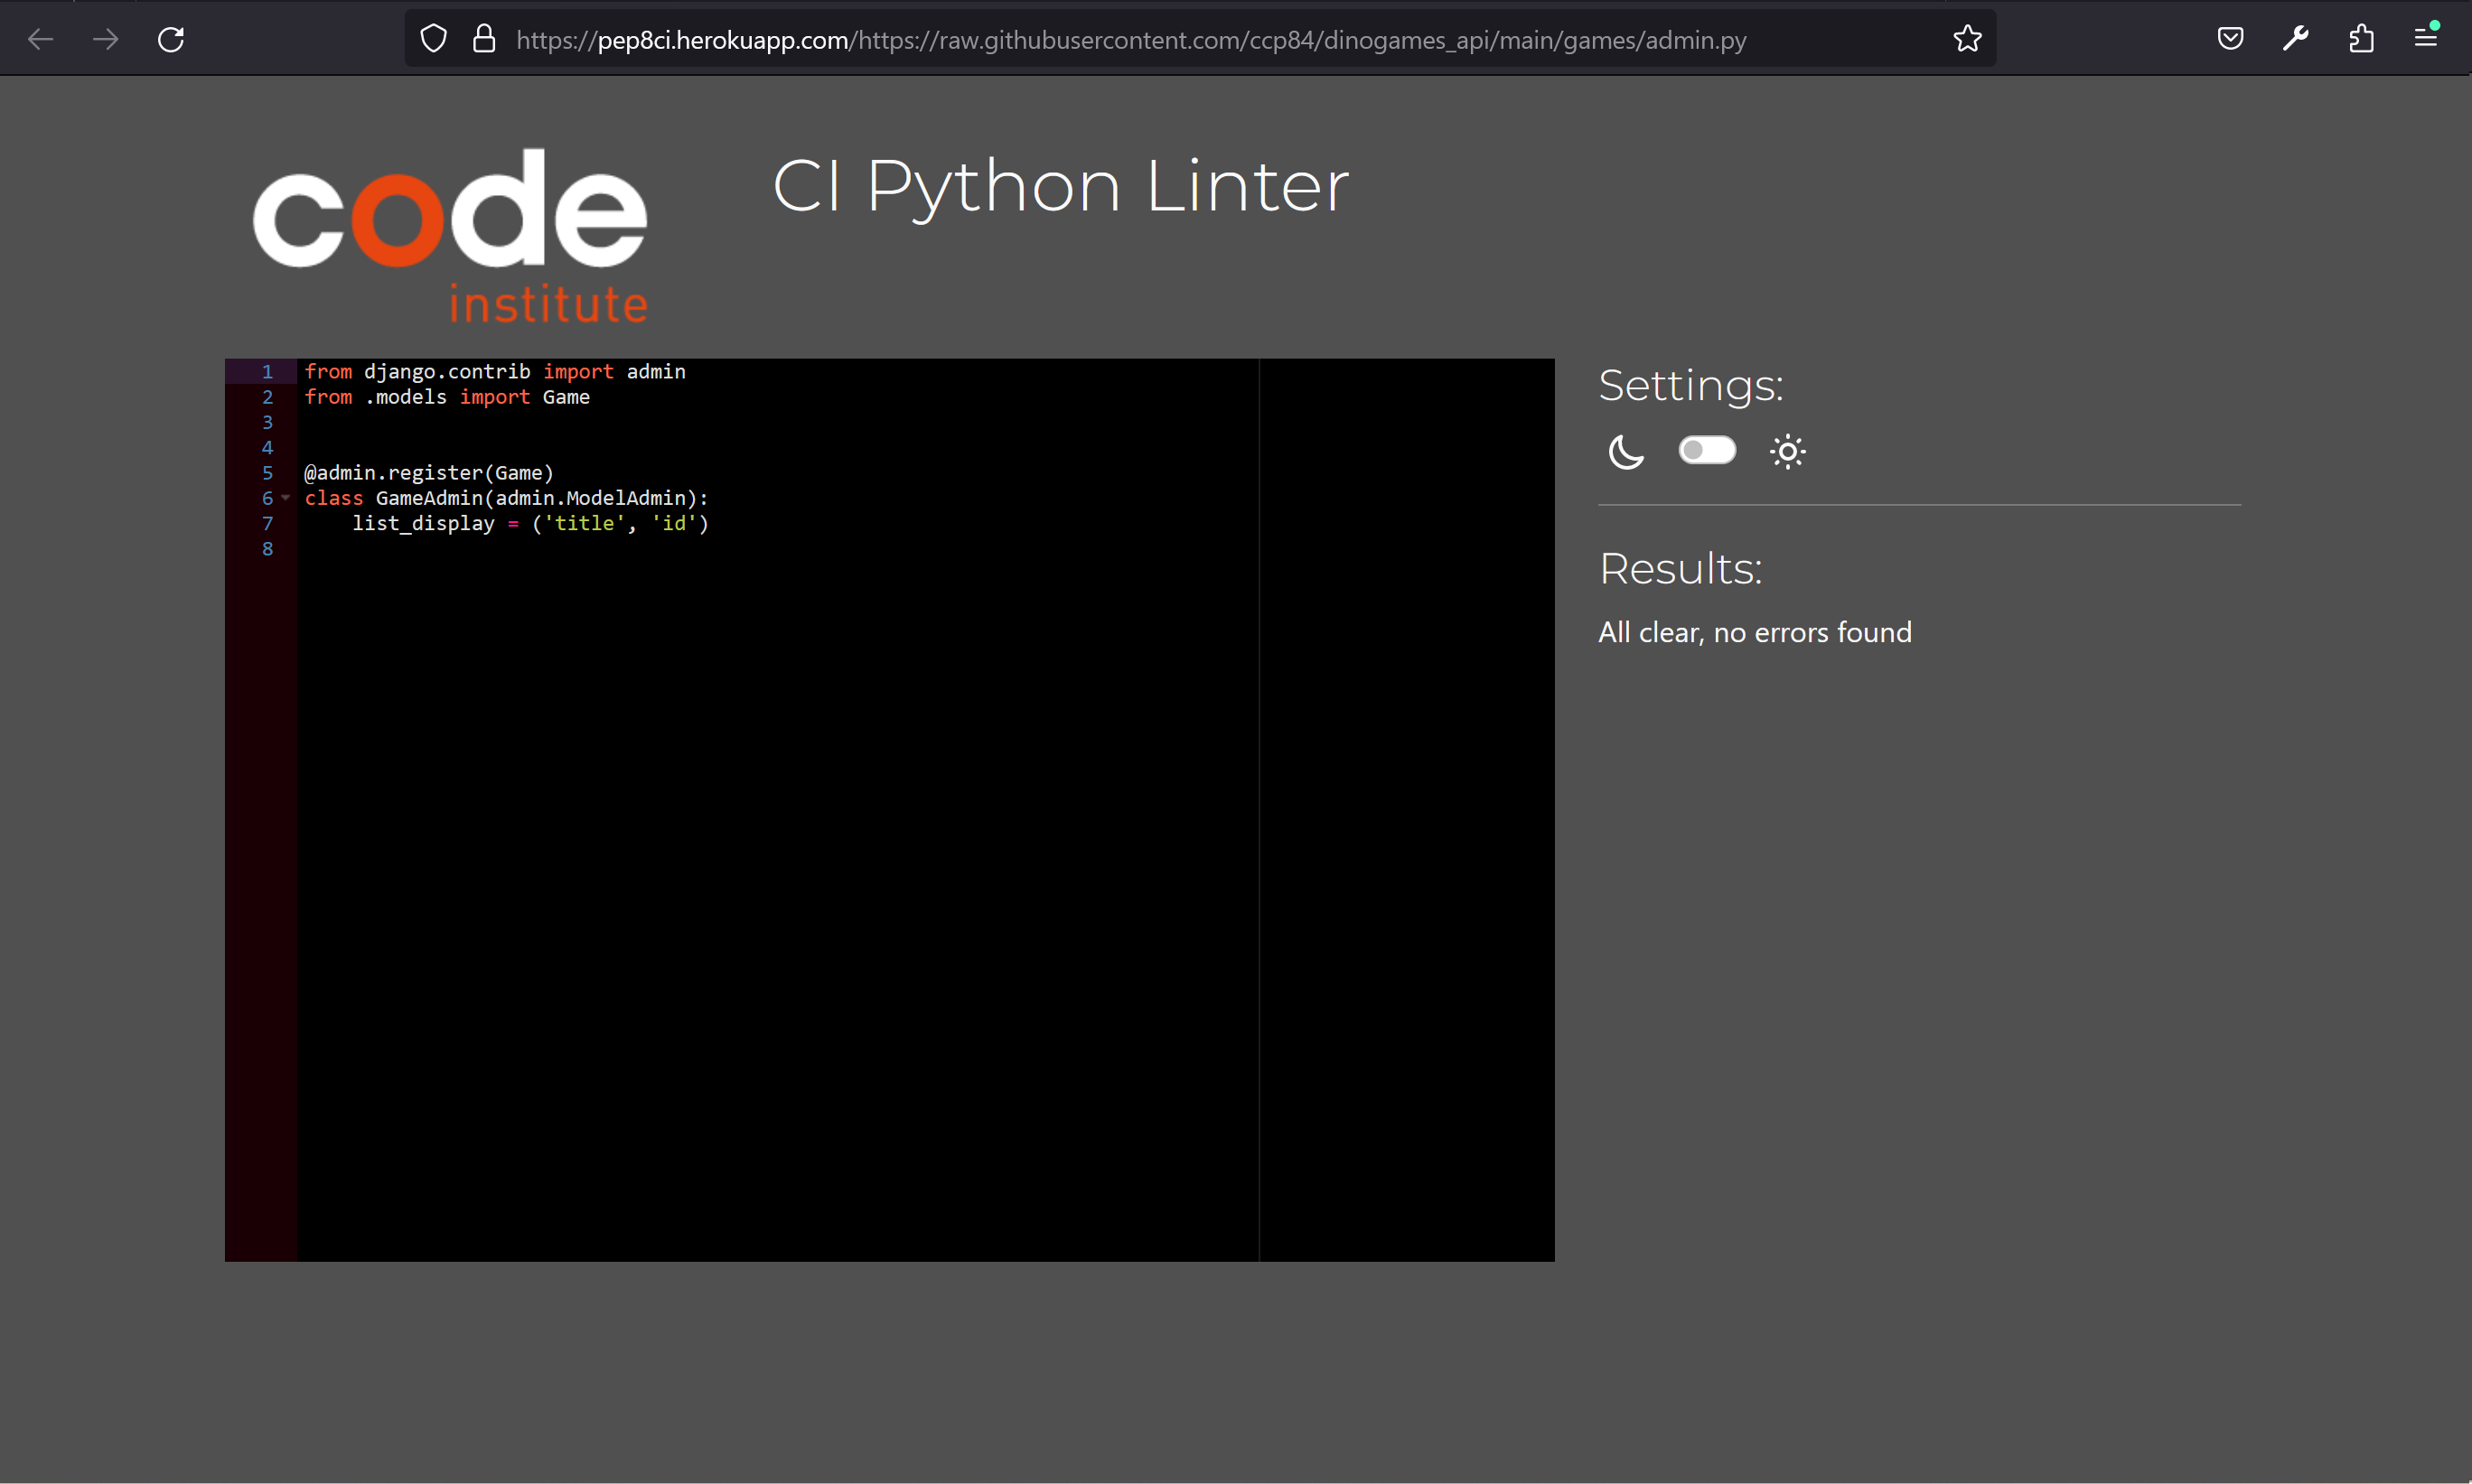 https://pep8ci.herokuapp.com/https://raw.githubusercontent.com/ccp84/dinogames_api/main/games/admin.py
code
institute
CI Python Linter
1 from django.contrib import admin
2 from .models import Game
3
4
5 @admin.register(Game)
6 class GameAdmin(admin.ModelAdmin):
7     list_display = ('title', 'id')
8
Settings:
Results:
All clear, no errors found